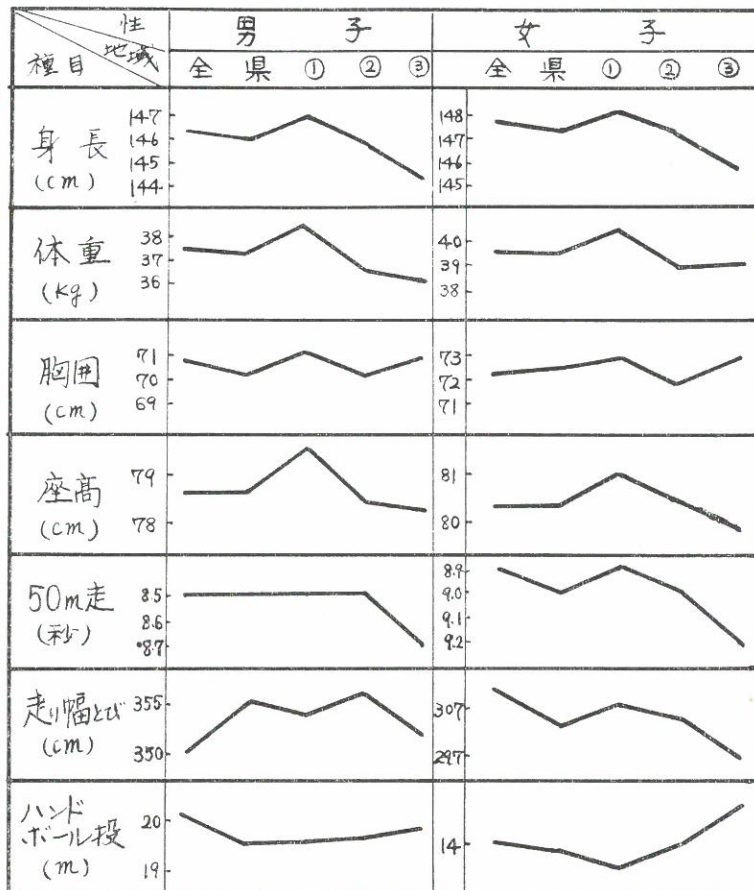 性
地域
種目
男子 女子
全 県 ① ② ③ 全 県 ① ② ③
身長
(cm)
147
146
145
144
148
147
146
145
体重
(kg)
38
37
36
40
39
38
胸囲
(cm)
71
70
69
73
72
71
座高
(cm)
79
78
81
80
50m走
(秒)
8.5
8.6
8.7
8.9
9.0
9.1
9.2
走り幅とび
(cm)
355
350
307
297
ハンド
ボール投
(m)
20
19
14